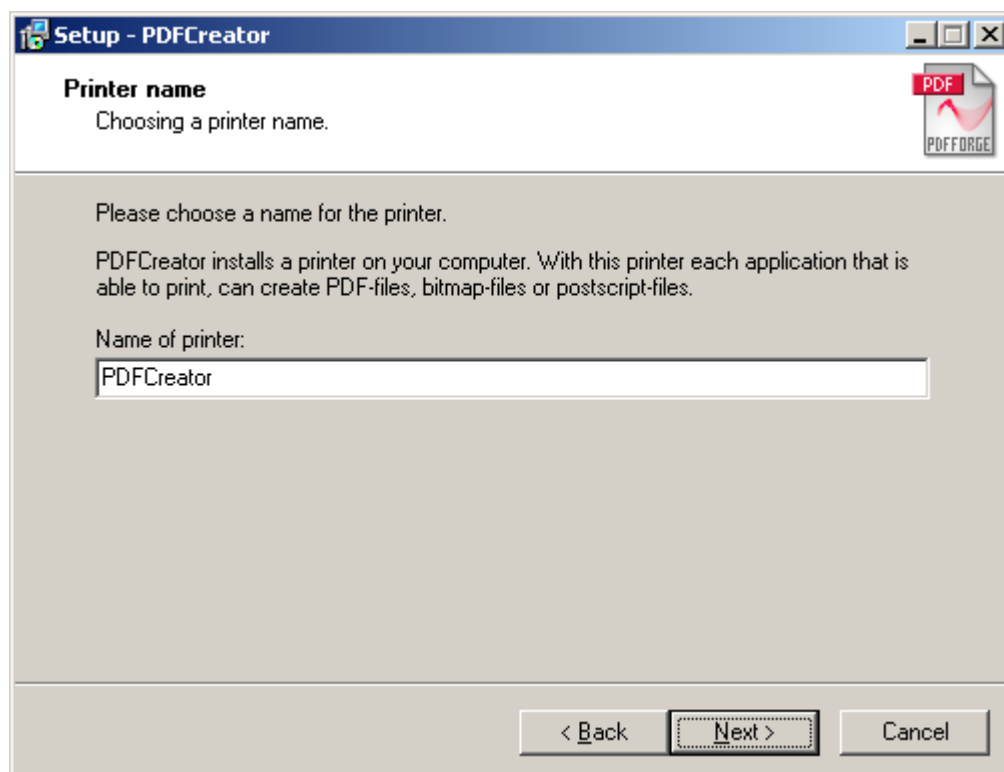 Setup - PDFCreator
Printer name
Choosing a printer name.
PDF
PDFFORGE
Please choose a name for the printer.
PDFCreator installs a printer on your computer. With this printer each application that is
able to print, can create PDF-files, bitmap-files or postscript-files.
Name of printer:
PDFCreator
< Back
Next >
Cancel